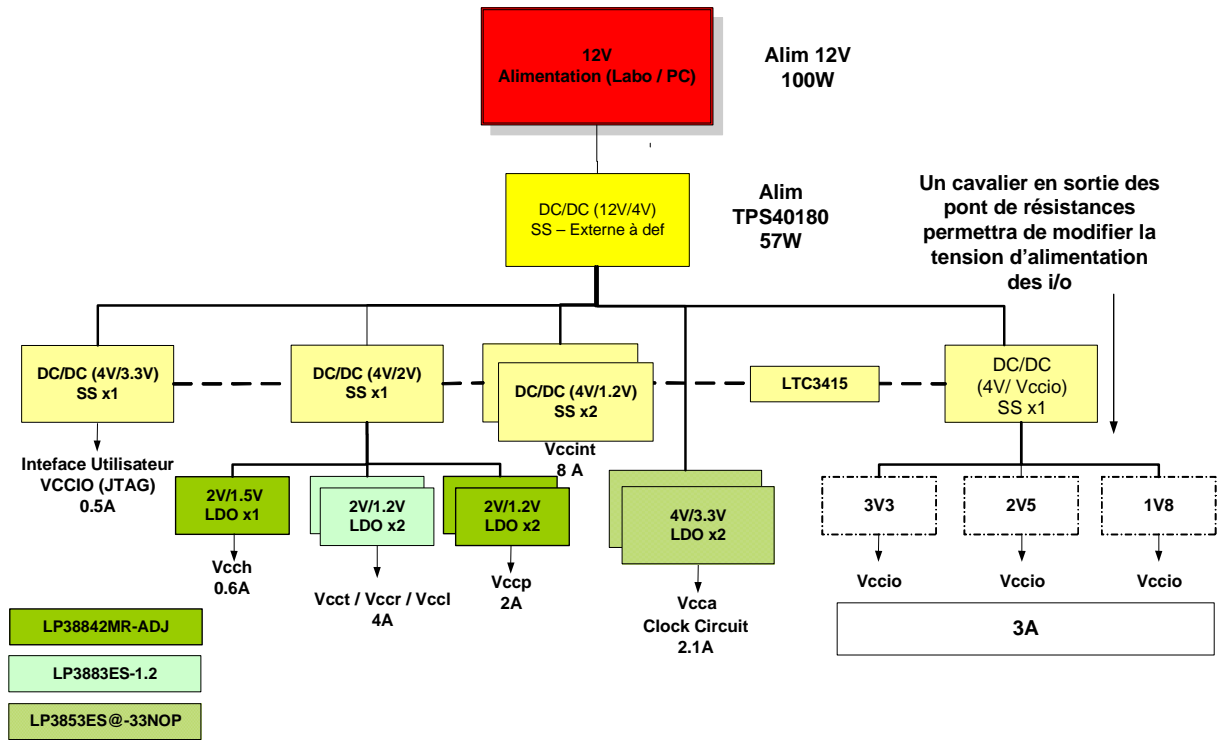 12V
Alimentation (Labo / PC)
Alim 12V
100W
DC/DC (12V/4V)
SS – Externe à def
Alim
TPS40180
57W
Un cavalier en sortie des
pont de résistances
permettra de modifier la
tension d'alimentation
des i/o
DC/DC (4V/3.3V)
SS x1
DC/DC (4V/2V)
SS x1
DC/DC (4V/1.2V)
SS x2
LTC3415
DC/DC
(4V/ Vccio)
SS x1
Inteface Utilisateur
VCCIO (JTAG)
0.5A
Vccint
8 A
2V/1.5V
LDO x1
2V/1.2V
LDO x2
2V/1.2V
LDO x2
4V/3.3V
LDO x2
3V3
2V5
1V8
Vcch
0.6A
Vcct / Vccr / Vccl
4A
Vccp
2A
Vcca
Clock Circuit
2.1A
Vccio
Vccio
Vccio
3A
LP38842MR-ADJ
LP3883ES-1.2
LP3853ES@-33NOP